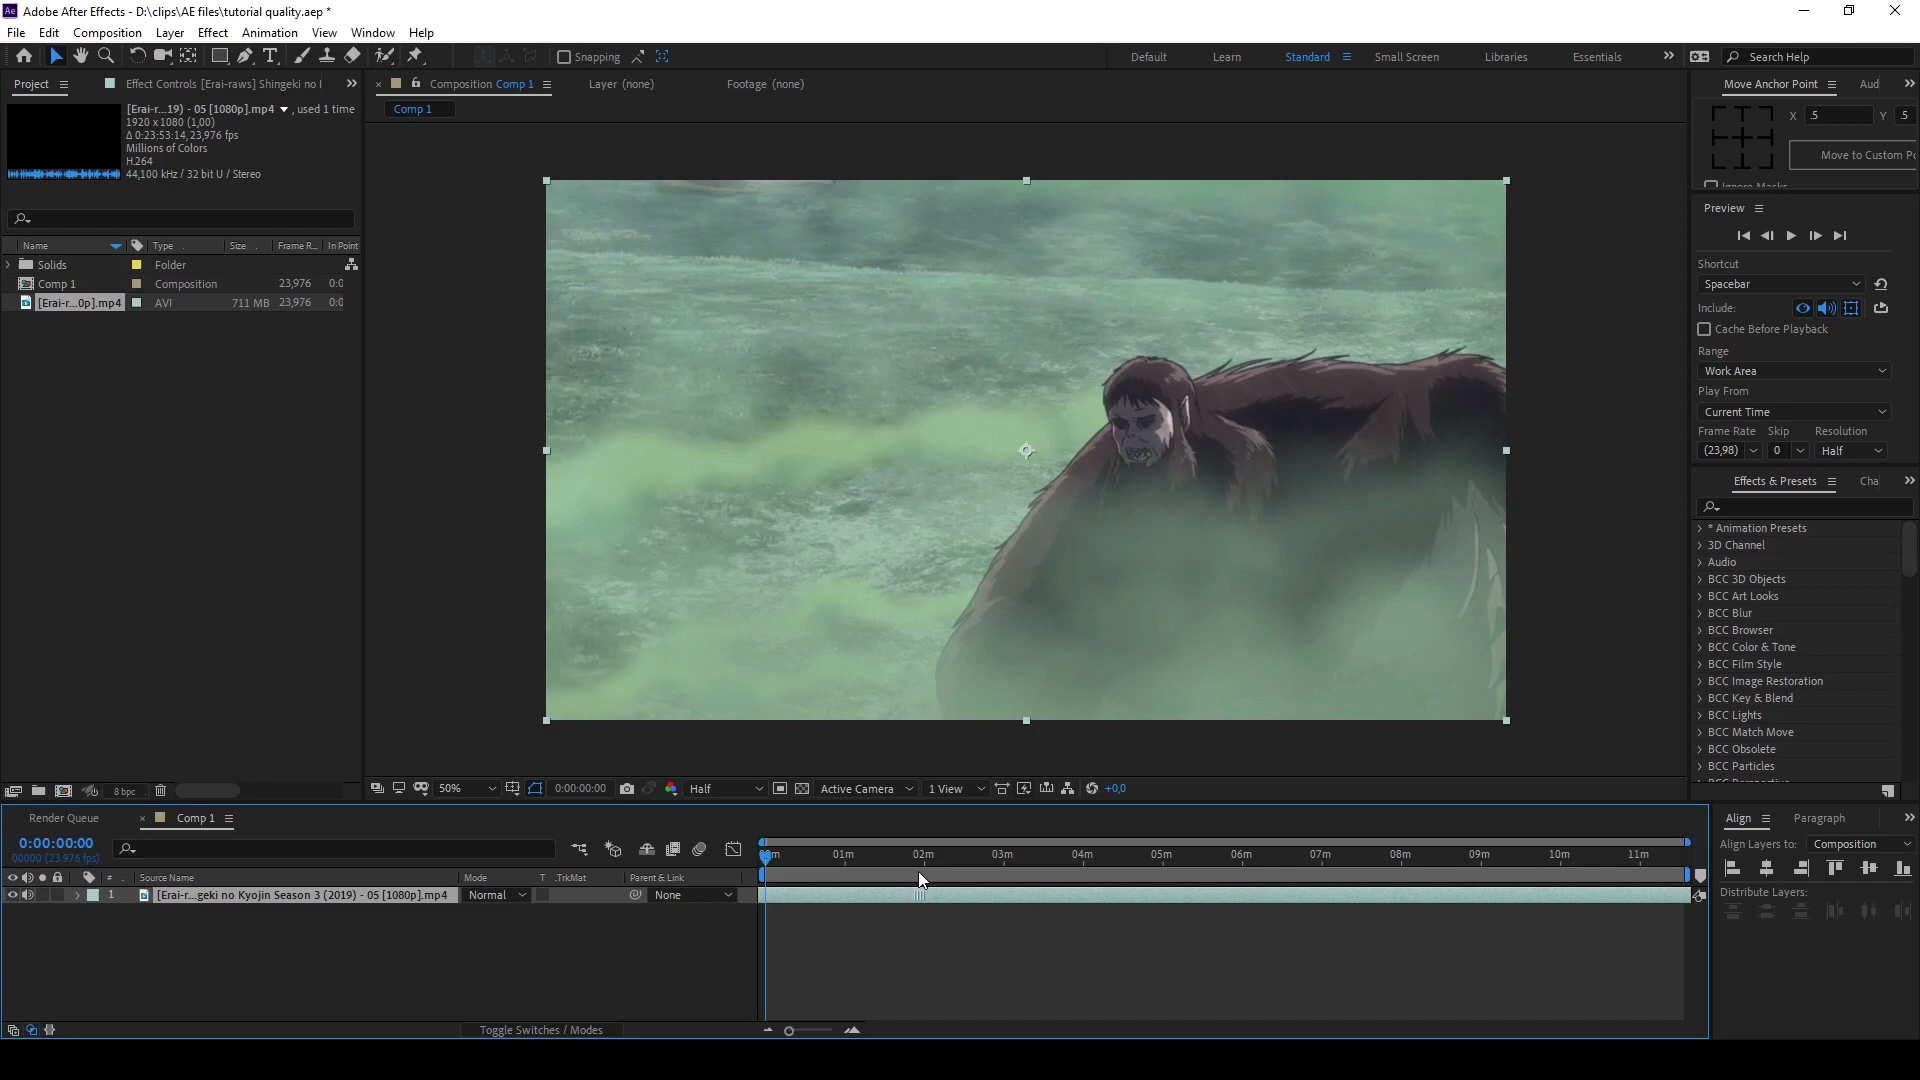 Adobe After Effects - D:\clips\AE files\tutorial quality.aep *
File Edit Composition Layer Effect Animation View Window Help
Snapping Default Learn Standard Small Screen Libraries Essentials Search Help
Project Effect Controls [Erai-raws] Shingeki no Composition Comp 1 Layer (none) Footage (none) Move Anchor Point Aud
Comp 1
[Erai-r...19) - 05 [1080p].mp4 , used 1 time
1920 x 1080 (1,00)
Δ 0:23:53:14, 23,976 fps
Millions of Colors
H.264
44,100 kHz / 32 bit U / Stereo
X .5 Y .5
Move to Custom Po
Ignore Masks
Preview
Shortcut
Spacebar
Include:
Cache Before Playback
Range
Work Area
Play From
Current Time
Frame Rate Skip Resolution
(23,98) 0 Half
Name Type Size Frame R... In Point
Solids Folder
Comp 1 Composition 23,976 0:0
[Erai-r...0p].mp4 AVI 711 MB 23,976 0:0
Effects & Presets Cha
* Animation Presets
3D Channel
Audio
BCC 3D Objects
BCC Art Looks
BCC Blur
BCC Browser
BCC Color & Tone
BCC Film Style
BCC Image Restoration
BCC Key & Blend
BCC Lights
BCC Match Move
BCC Obsolete
BCC Particles
BCC Perspective
8 bpc 50% 0:00:00:00 Half Active Camera 1 View +0,0
Render Queue Comp 1
0:00:00:00
00000 (23.976 fps)
01m 02m 03m 04m 05m 06m 07m 08m 09m 10m 11m
Source Name Mode T .TrkMat Parent & Link
1 [Erai-r...geki no Kyojin Season 3 (2019) - 05 [1080p].mp4 Normal None
Toggle Switches / Modes
Align Paragraph
Align Layers to: Composition
Distribute Layers: